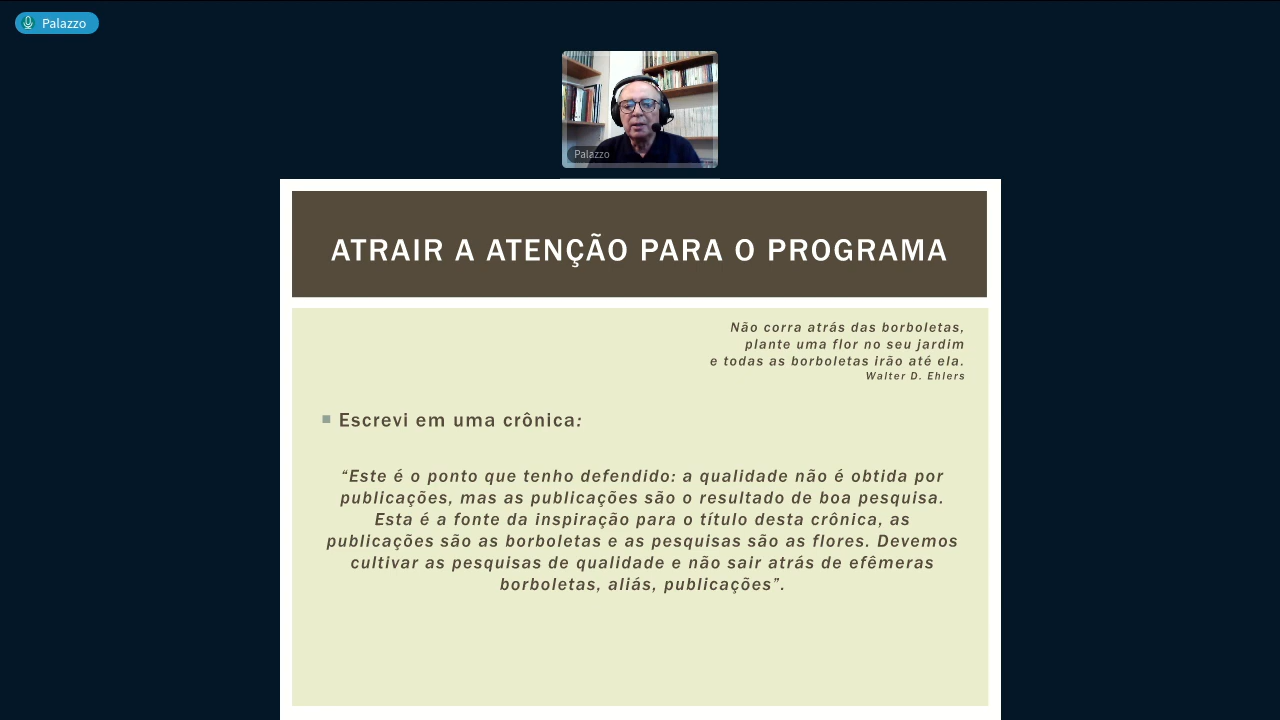 Palazzo
Palazzo
ATRAIR A ATENÇÃO PARA O PROGRAMA
Não corra atrás das borboletas,
plante uma flor no seu jardim
e todas as borboletas irão até ela.
Walter D. Ehlers
Escrevi em uma crônica:
“Este é o ponto que tenho defendido: a qualidade não é obtida por
publicações, mas as publicações são o resultado de boa pesquisa.
Esta é a fonte da inspiração para o título desta crônica, as
publicações são as borboletas e as pesquisas são as flores. Devemos
cultivar as pesquisas de qualidade e não sair atrás de efêmeras
borboletas, aliás, publicações”.